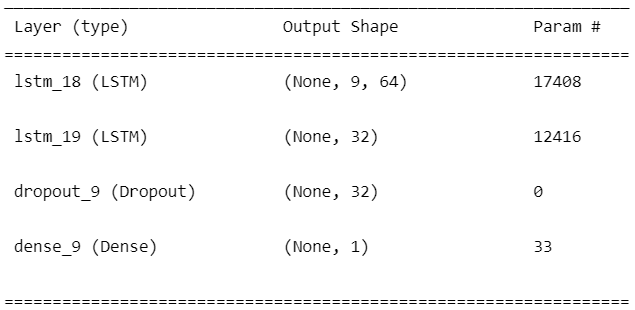 Layer (type) Output Shape Param #
lstm_18 (LSTM) (None, 9, 64) 17408
lstm_19 (LSTM) (None, 32) 12416
dropout_9 (Dropout) (None, 32) 0
dense_9 (Dense) (None, 1) 33